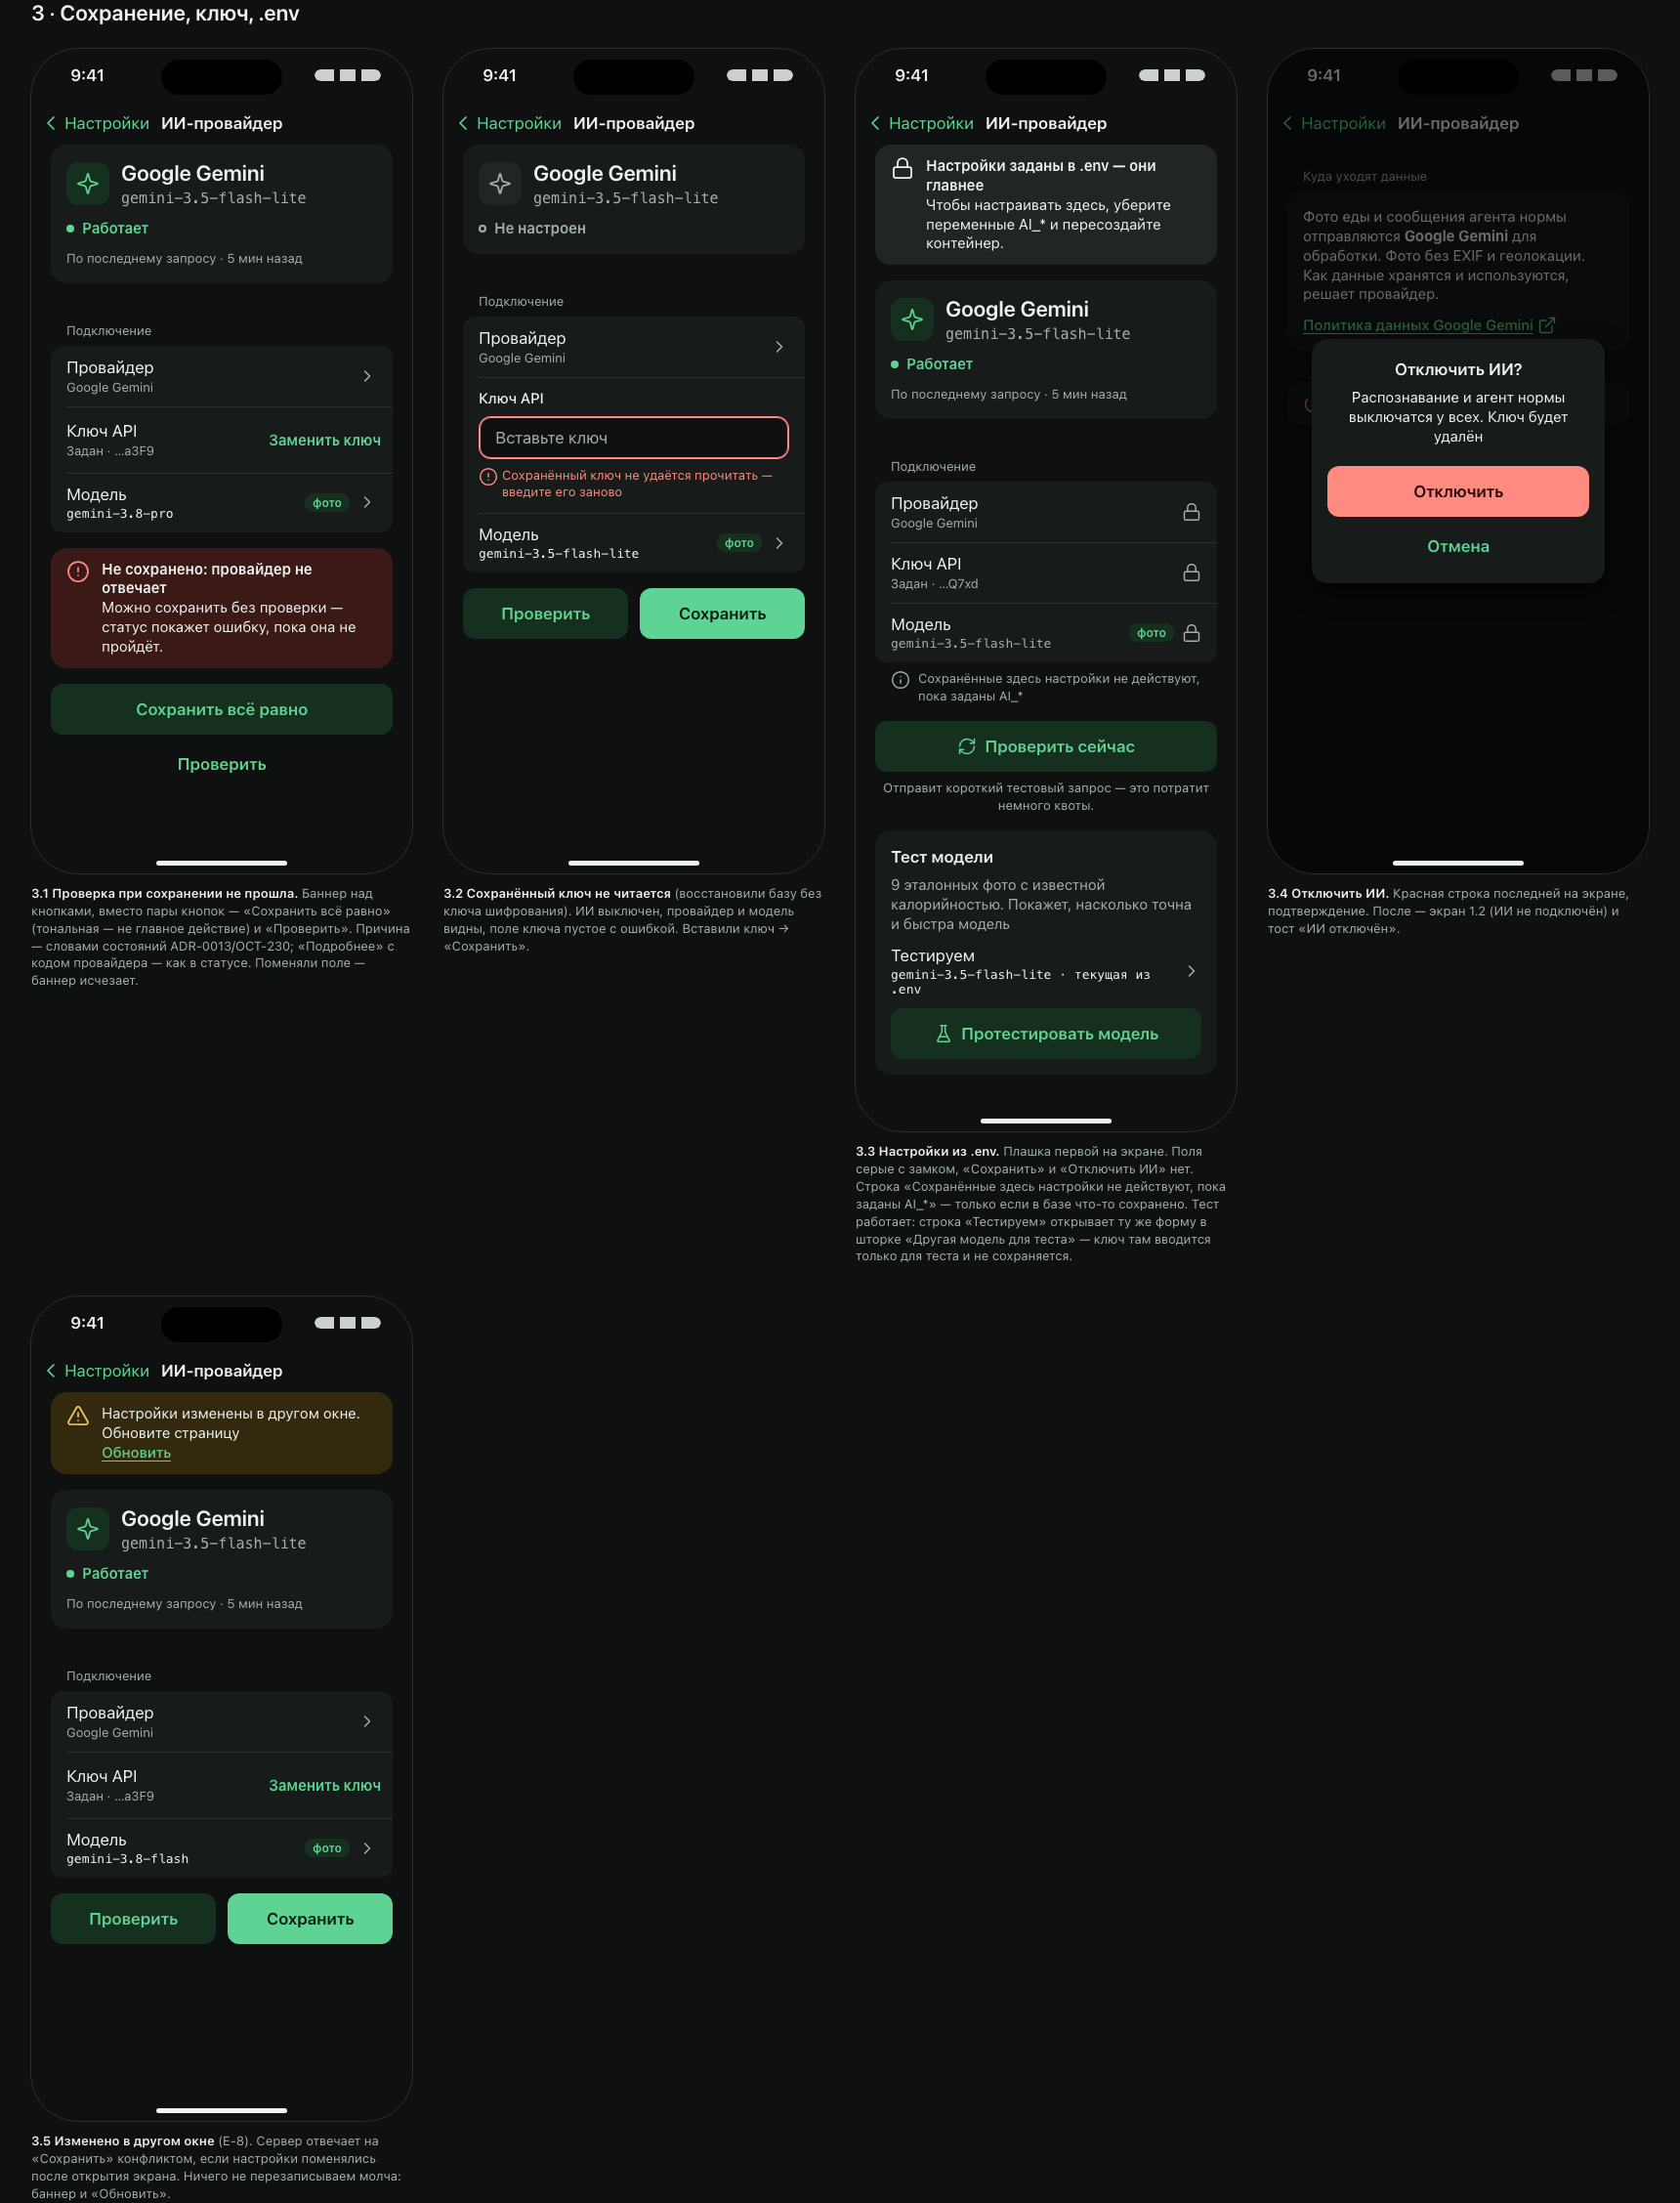 3 · Сохранение, ключ, .env
9:41
Настройки ИИ-провайдер
Google Gemini
gemini-3.5-flash-lite
Работает
По последнему запросу · 5 мин назад
Подключение
Провайдер
Google Gemini
Ключ API
Задан · …a3F9
Заменить ключ
Модель
gemini-3.8-pro
фото
Не сохранено: провайдер не
отвечает
Можно сохранить без проверки —
статус покажет ошибку, пока она не
пройдёт.
Сохранить всё равно
Проверить
3.1 Проверка при сохранении не прошла. Баннер над
кнопками, вместо пары кнопок — «Сохранить всё равно»
(тональная — не главное действие) и «Проверить». Причина
— словами состояний ADR-0013/ОСТ-230; «Подробнее» с
кодом провайдера — как в статусе. Поменяли поле —
баннер исчезает.
9:41
Настройки ИИ-провайдер
Google Gemini
gemini-3.5-flash-lite
Не настроен
Подключение
Провайдер
Google Gemini
Ключ API
Вставьте ключ
Сохранённый ключ не удаётся прочитать —
введите его заново
Модель
gemini-3.5-flash-lite
фото
Проверить
Сохранить
3.2 Сохранённый ключ не читается (восстановили базу без
ключа шифрования). ИИ выключен, провайдер и модель
видны, поле ключа пустое с ошибкой. Вставили ключ →
«Сохранить».
9:41
Настройки ИИ-провайдер
Настройки заданы в .env — они
главнее
Чтобы настраивать здесь, уберите
переменные AI_* и пересоздайте
контейнер.
Google Gemini
gemini-3.5-flash-lite
Работает
По последнему запросу · 5 мин назад
Подключение
Провайдер
Google Gemini
Ключ API
Задан · …Q7xd
Модель
gemini-3.5-flash-lite
фото
Сохранённые здесь настройки не действуют,
пока заданы AI_*
Проверить сейчас
Отправит короткий тестовый запрос — это потратит
немного квоты.
Тест модели
9 эталонных фото с известной
калорийностью. Покажет, насколько точна
и быстра модель
Тестируем
gemini-3.5-flash-lite · текущая из
.env
Протестировать модель
3.3 Настройки из .env. Плашка первой на экране. Поля
серые с замком, «Сохранить» и «Отключить ИИ» нет.
Строка «Сохранённые здесь настройки не действуют, пока
заданы AI_*» — только если в базе что-то сохранено. Тест
работает: строка «Тестируем» открывает ту же форму в
шторке «Другая модель для теста» — ключ там вводится
только для теста и не сохраняется.
9:41
Настройки ИИ-провайдер
Куда уходят данные
Фото еды и сообщения агента нормы
отправляются Google Gemini для
обработки. Фото без EXIF и геолокации.
Как данные хранятся и используются,
решает провайдер.
Политика данных Google Gemini
Отключить ИИ?
Распознавание и агент нормы
выключатся у всех. Ключ будет
удалён
Отключить
Отмена
3.4 Отключить ИИ. Красная строка последней на экране,
подтверждение. После — экран 1.2 (ИИ не подключён) и
тост «ИИ отключён».
9:41
Настройки ИИ-провайдер
Настройки изменены в другом окне.
Обновите страницу
Обновить
Google Gemini
gemini-3.5-flash-lite
Работает
По последнему запросу · 5 мин назад
Подключение
Провайдер
Google Gemini
Ключ API
Задан · …a3F9
Заменить ключ
Модель
gemini-3.8-flash
фото
Проверить
Сохранить
3.5 Изменено в другом окне (E-8). Сервер отвечает на
«Сохранить» конфликтом, если настройки поменялись
после открытия экрана. Ничего не перезаписываем молча:
баннер и «Обновить».